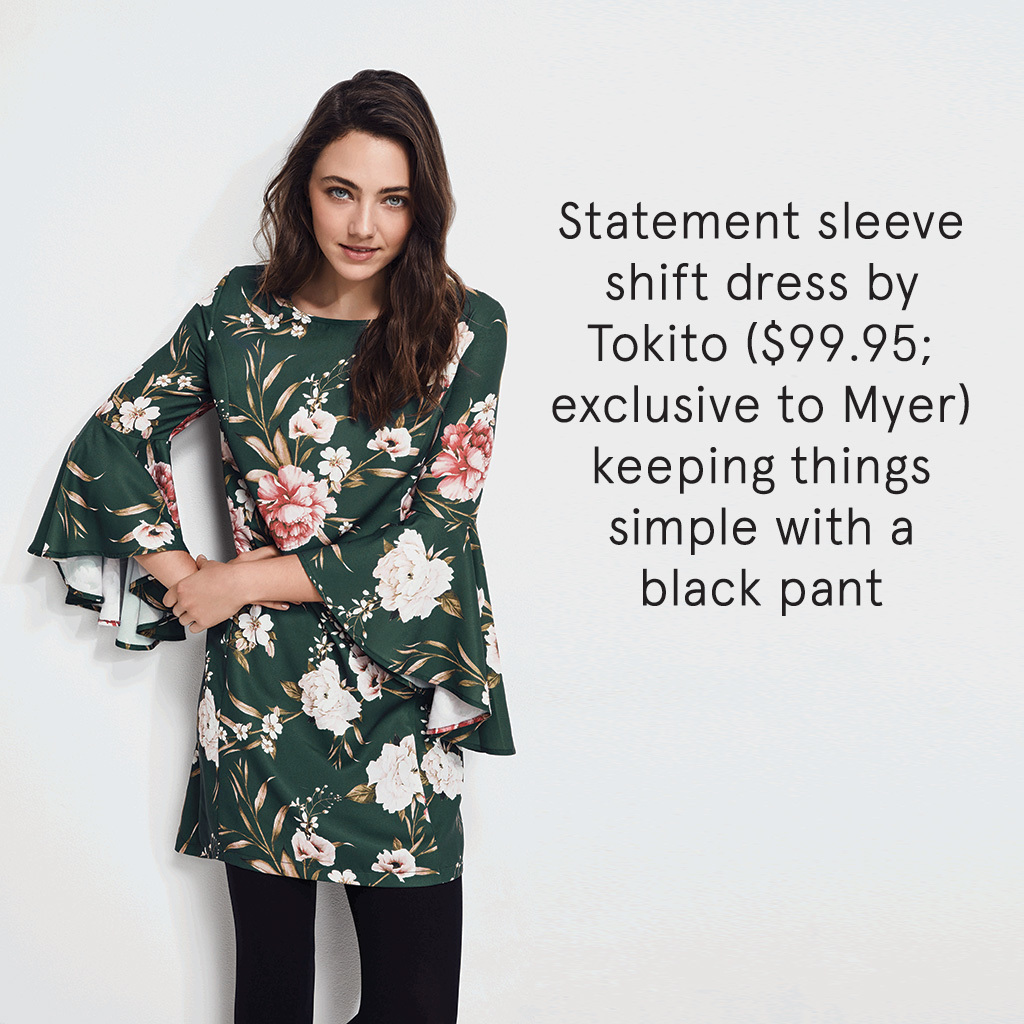 Statement sleeve
shift dress by
Tokito ($99.95;
exclusive to Myer)
keeping things
simple with a
black pant